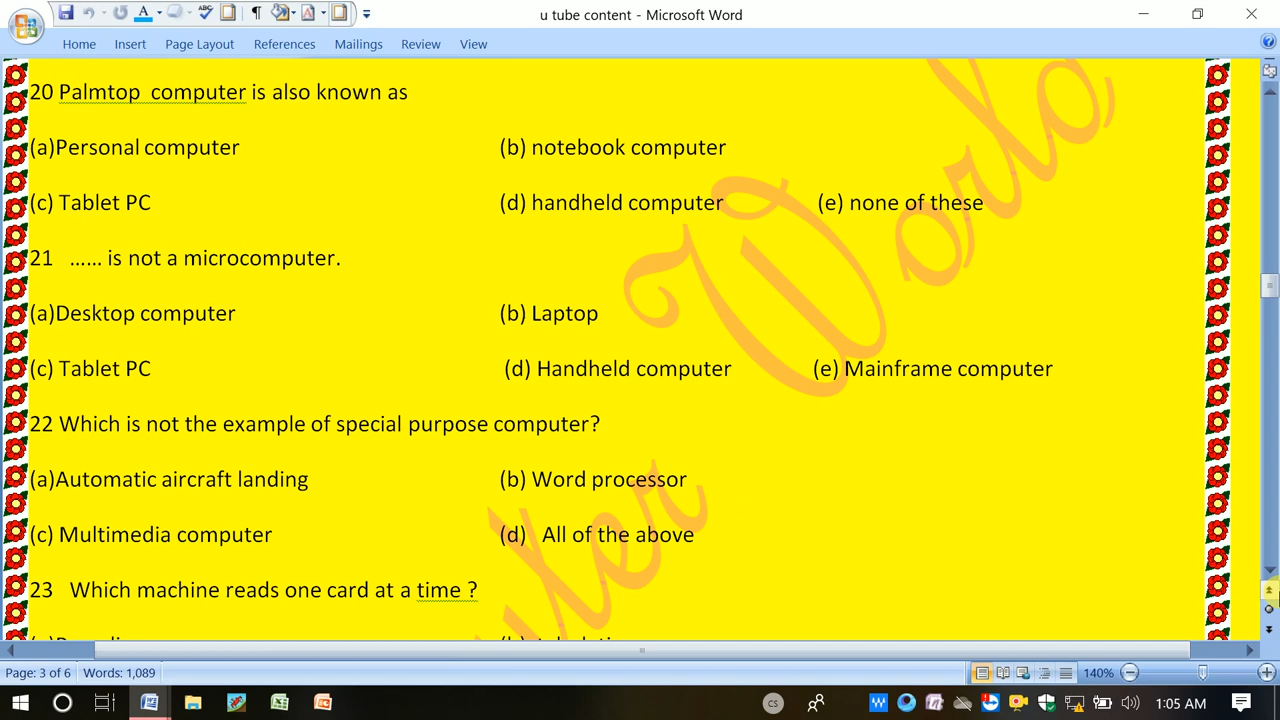 u tube content - Microsoft Word
Home Insert Page Layout References Mailings Review View
20 Palmtop computer is also known as
(a)Personal computer (b) notebook computer
(c) Tablet PC (d) handheld computer (e) none of these
21 ...... is not a microcomputer.
(a)Desktop computer (b) Laptop
(c) Tablet PC (d) Handheld computer (e) Mainframe computer
22 Which is not the example of special purpose computer?
(a)Automatic aircraft landing (b) Word processor
(c) Multimedia computer (d) All of the above
23 Which machine reads one card at a time ?
Page: 3 of 6 Words: 1,089 140%
CS 1:05 AM
World